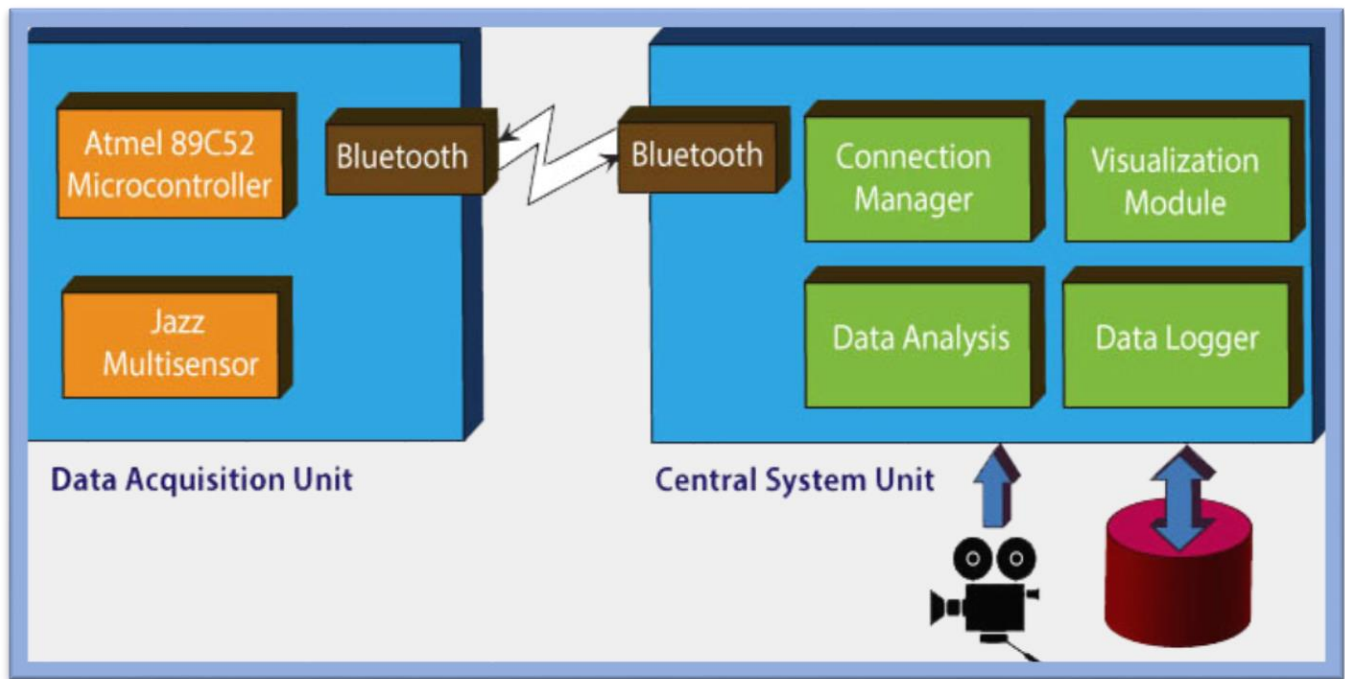 Atmel 89C52
Microcontroller
Bluetooth
Jazz
Multisensor
Data Acquisition Unit
Bluetooth
Connection
Manager
Visualization
Module
Data Analysis
Data Logger
Central System Unit